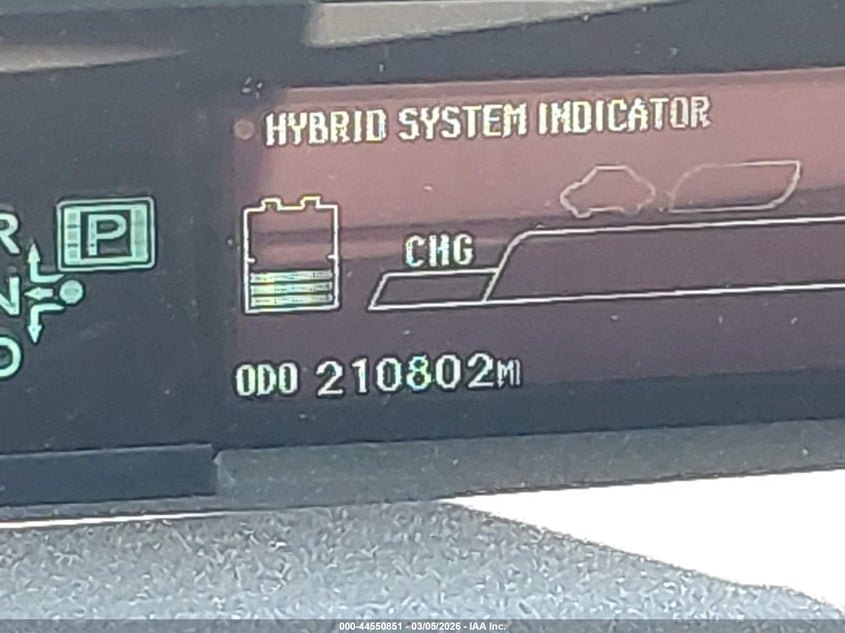 HYBRID SYSTEM INDICATOR
R
P
CHG
N
D
ODO 210802MI
000-44550851 - 03/05/2026 - IAA Inc.